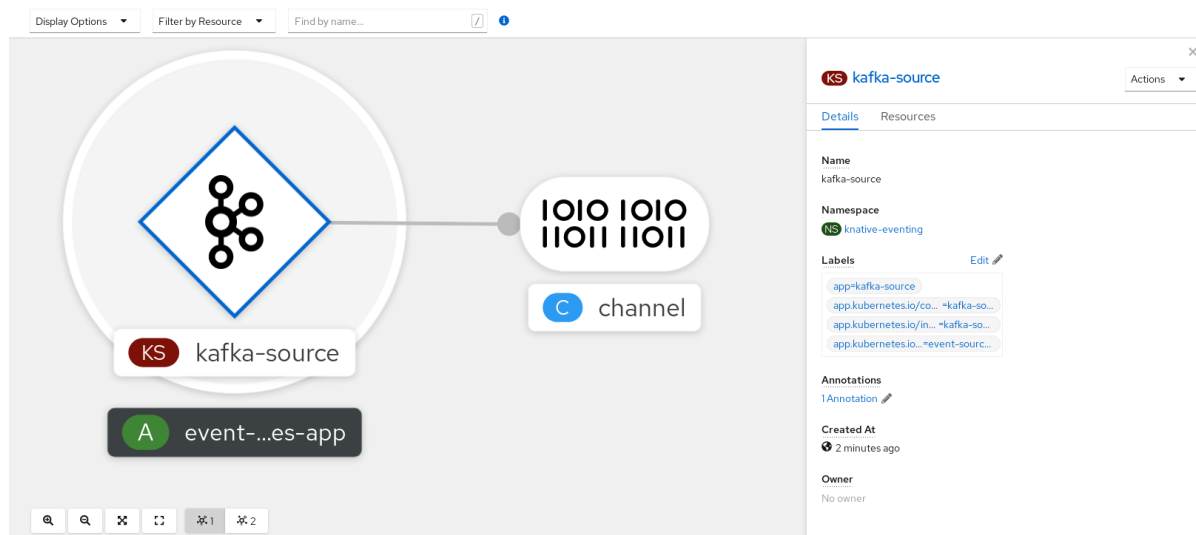 Display Options
Filter by Resource
Find by name...
/
1010 1010
11011 11011
KS kafka-source
C channel
A event-...es-app
1
2
KS kafka-source
Actions
Details Resources
Name
kafka-source
Namespace
NS knative-eventing
Labels Edit
app=kafka-source
app.kubernetes.io/co... =kafka-so...
app.kubernetes.io/in... =kafka-so...
app.kubernetes.io...=event-sourc...
Annotations
1 Annotation
Created At
2 minutes ago
Owner
No owner